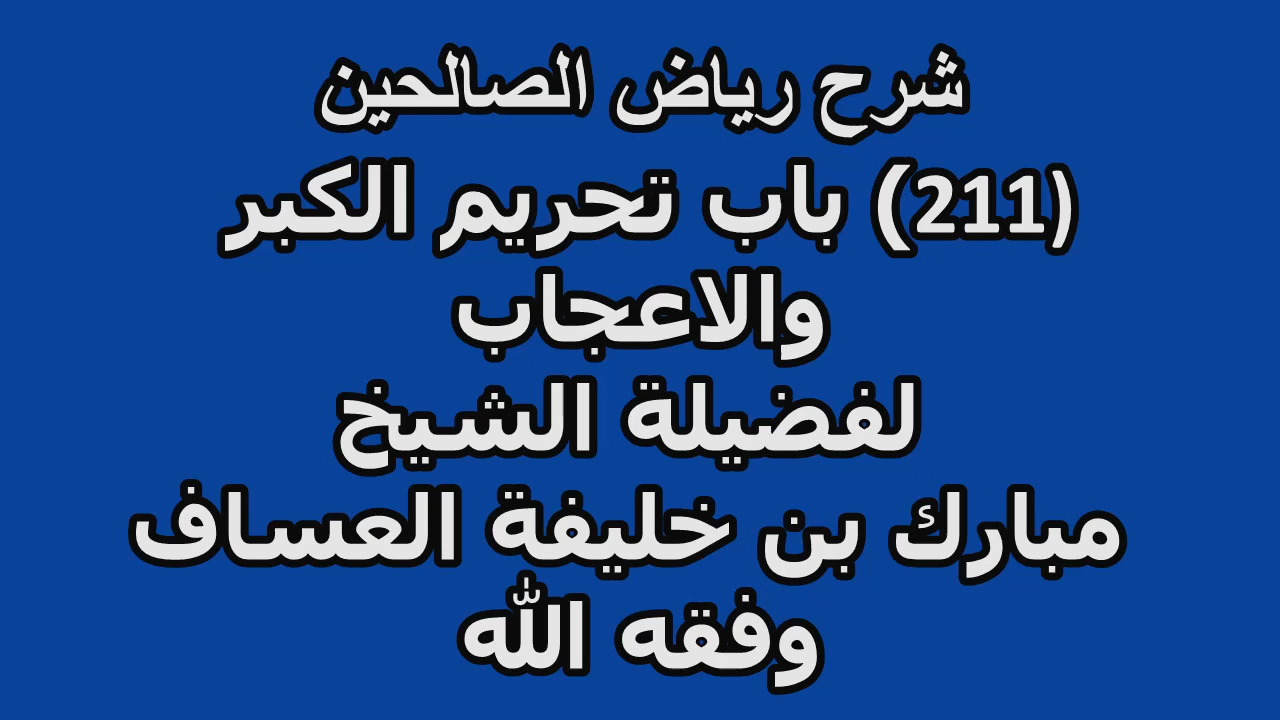 شرح رياض الصالحين
(211) باب تحريم الكبر
والاعجاب
لفضيلة الشيخ
مبارك بن خليفة العساف
وفقه الله